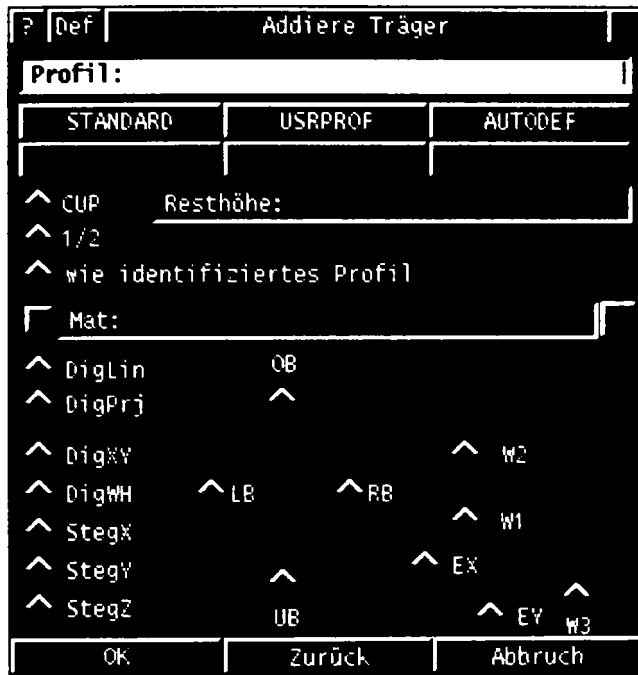 ? Def Addiere Träger
Profil:
STANDARD USRPROF AUTODEF
CUP Resthöhe:
1/2
wie identifiziertes Profil
Mat:
DigLin OB
DigPrj
DigXY W2
DigWH LB RB
StegX W1
StegY EX
StegZ UB EY W3
OK Zurück Abbruch